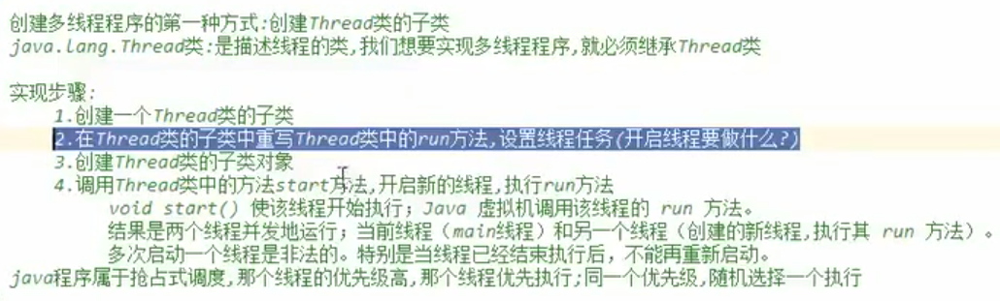 创建多线程程序的第一种方式:创建Thread类的子类
java.lang.Thread类:是描述线程的类,我们想要实现多线程程序,就必须继承Thread类
实现步骤:
1.创建一个Thread类的子类
2.在Thread类的子类中重写Thread类中的run方法,设置线程任务(开启线程要做什么?)
3.创建Thread类的子类对象
4.调用Thread类中的方法start方法,开启新的线程,执行run方法
void start() 使该线程开始执行；Java 虚拟机调用该线程的 run 方法。
结果是两个线程并发地运行；当前线程（main线程）和另一个线程（创建的新线程,执行其 run 方法）。
多次启动一个线程是非法的。特别是当线程已经结束执行后，不能再重新启动。
java程序属于抢占式调度,那个线程的优先级高,那个线程优先执行;同一个优先级,随机选择一个执行